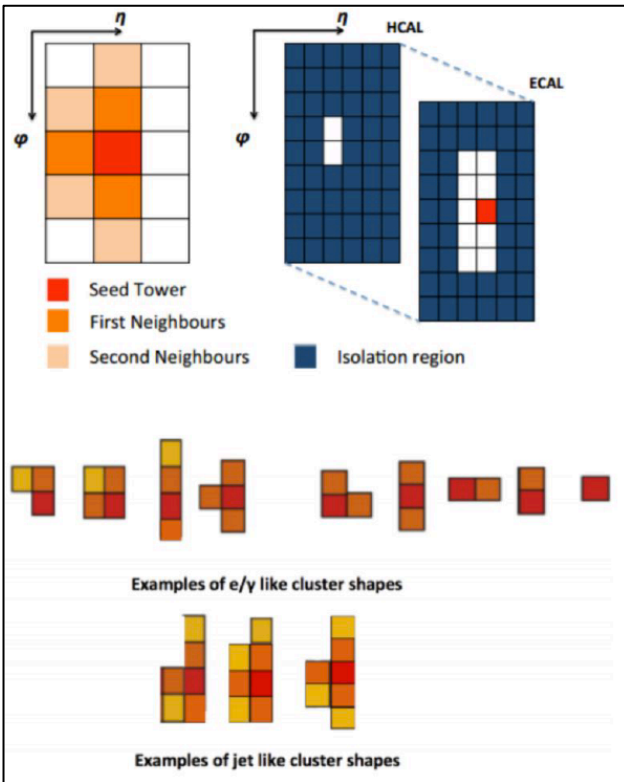 η
φ
η
HCAL
ECAL
φ
Seed Tower
First Neighbours
Second Neighbours
Isolation region
Examples of e/γ like cluster shapes
Examples of jet like cluster shapes